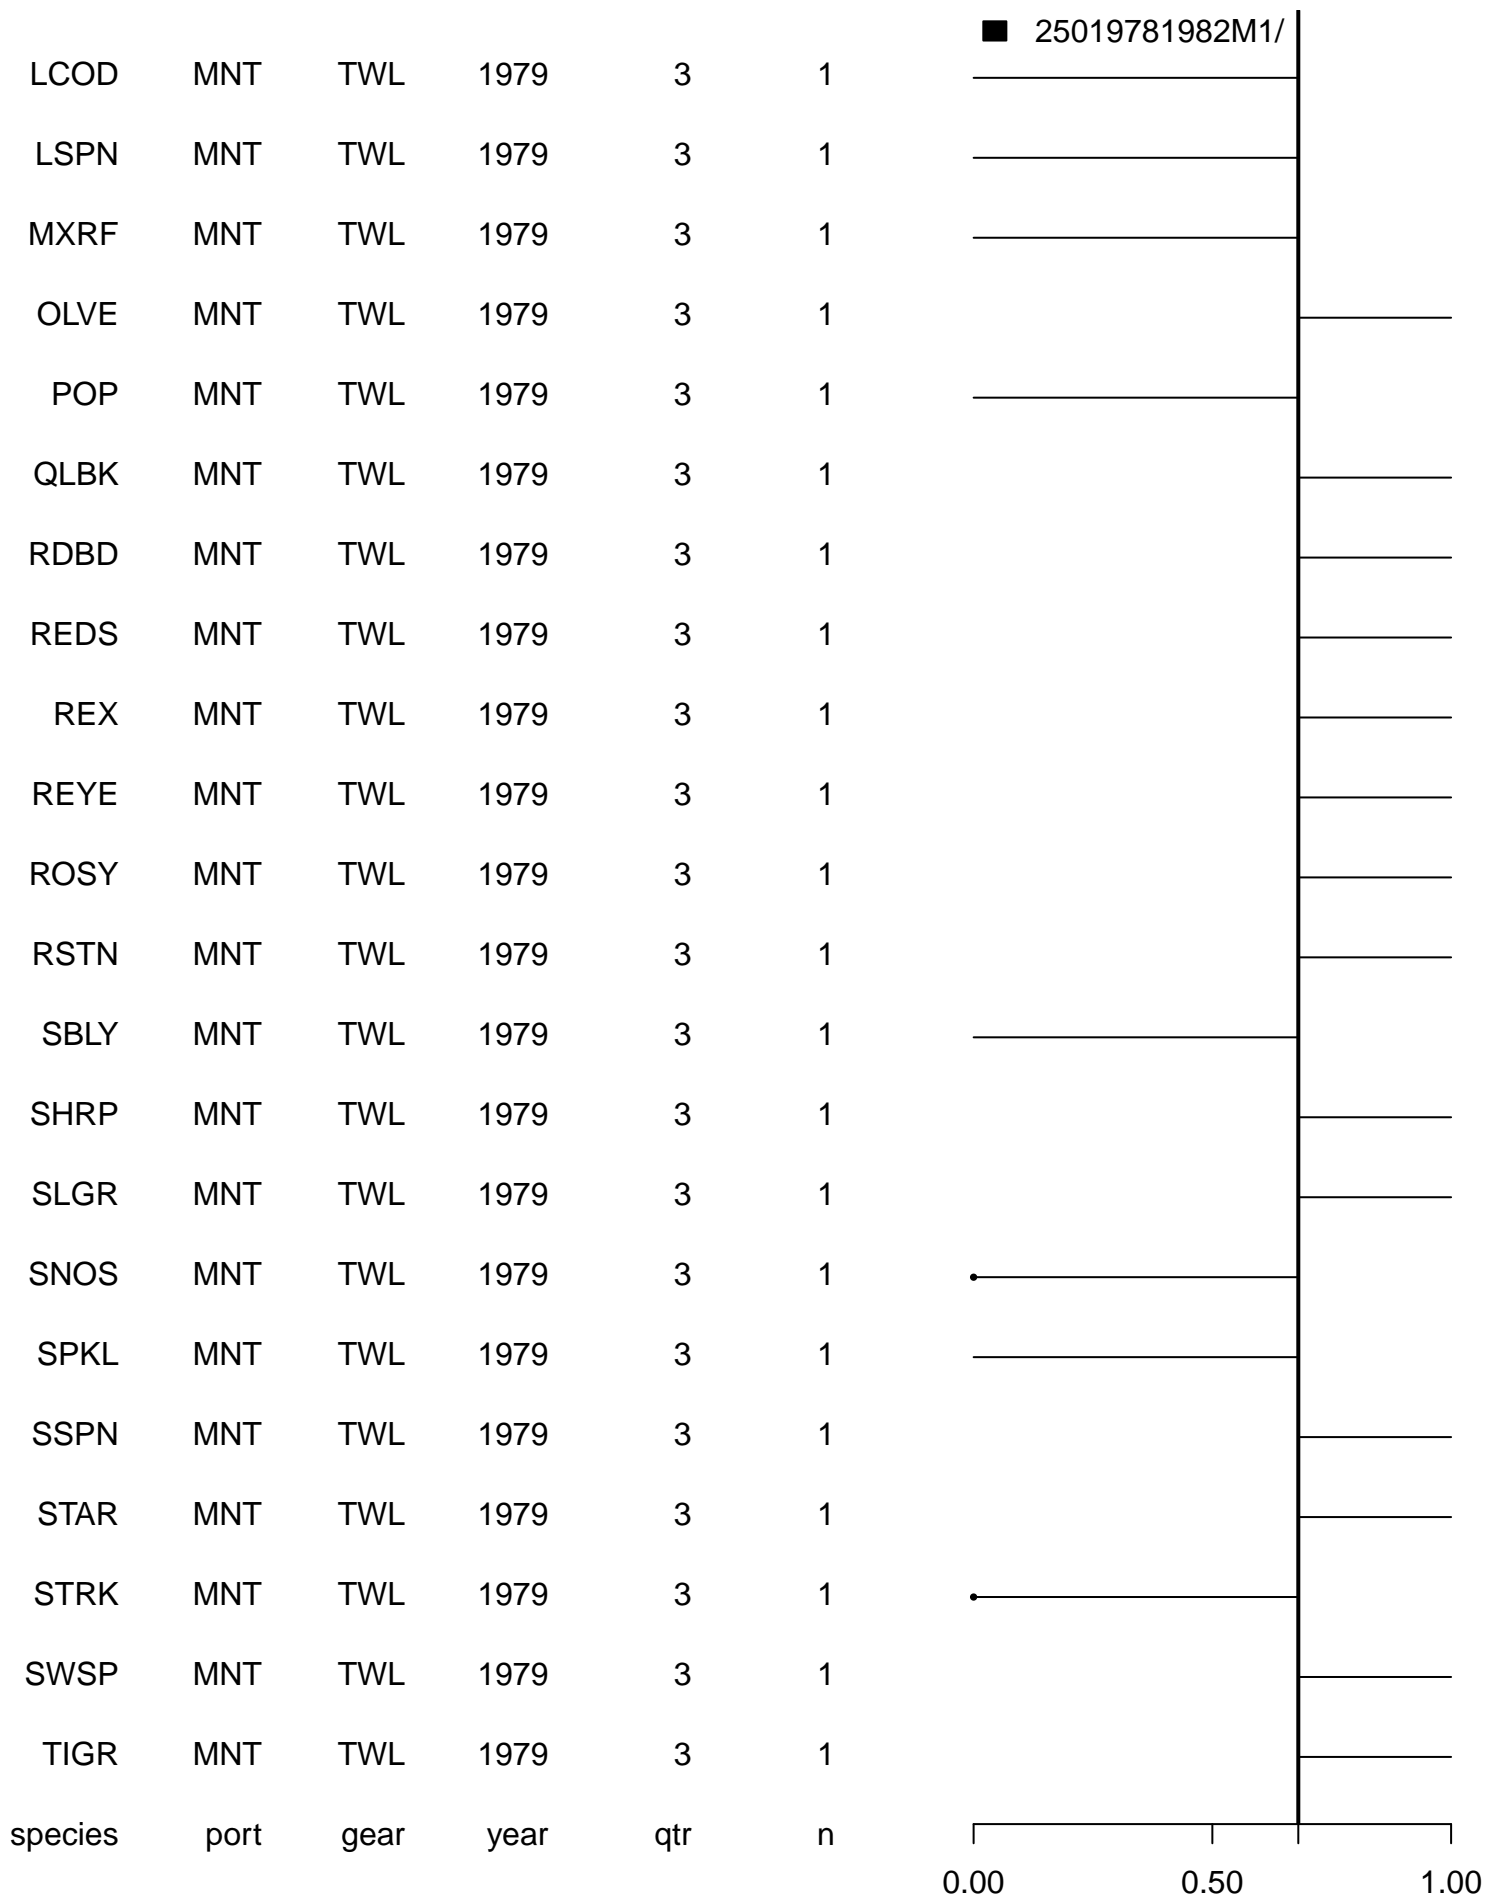 25019781982M1/
LCOD MNT TWL 1979 3 1
LSPN MNT TWL 1979 3 1
MXRF MNT TWL 1979 3 1
OLVE MNT TWL 1979 3 1
POP MNT TWL 1979 3 1
QLBK MNT TWL 1979 3 1
RDBD MNT TWL 1979 3 1
REDS MNT TWL 1979 3 1
REX MNT TWL 1979 3 1
REYE MNT TWL 1979 3 1
ROSY MNT TWL 1979 3 1
RSTN MNT TWL 1979 3 1
SBLY MNT TWL 1979 3 1
SHRP MNT TWL 1979 3 1
SLGR MNT TWL 1979 3 1
SNOS MNT TWL 1979 3 1
SPKL MNT TWL 1979 3 1
SSPN MNT TWL 1979 3 1
STAR MNT TWL 1979 3 1
STRK MNT TWL 1979 3 1
SWSP MNT TWL 1979 3 1
TIGR MNT TWL 1979 3 1
species port gear year qtr n
0.00 0.50 1.00